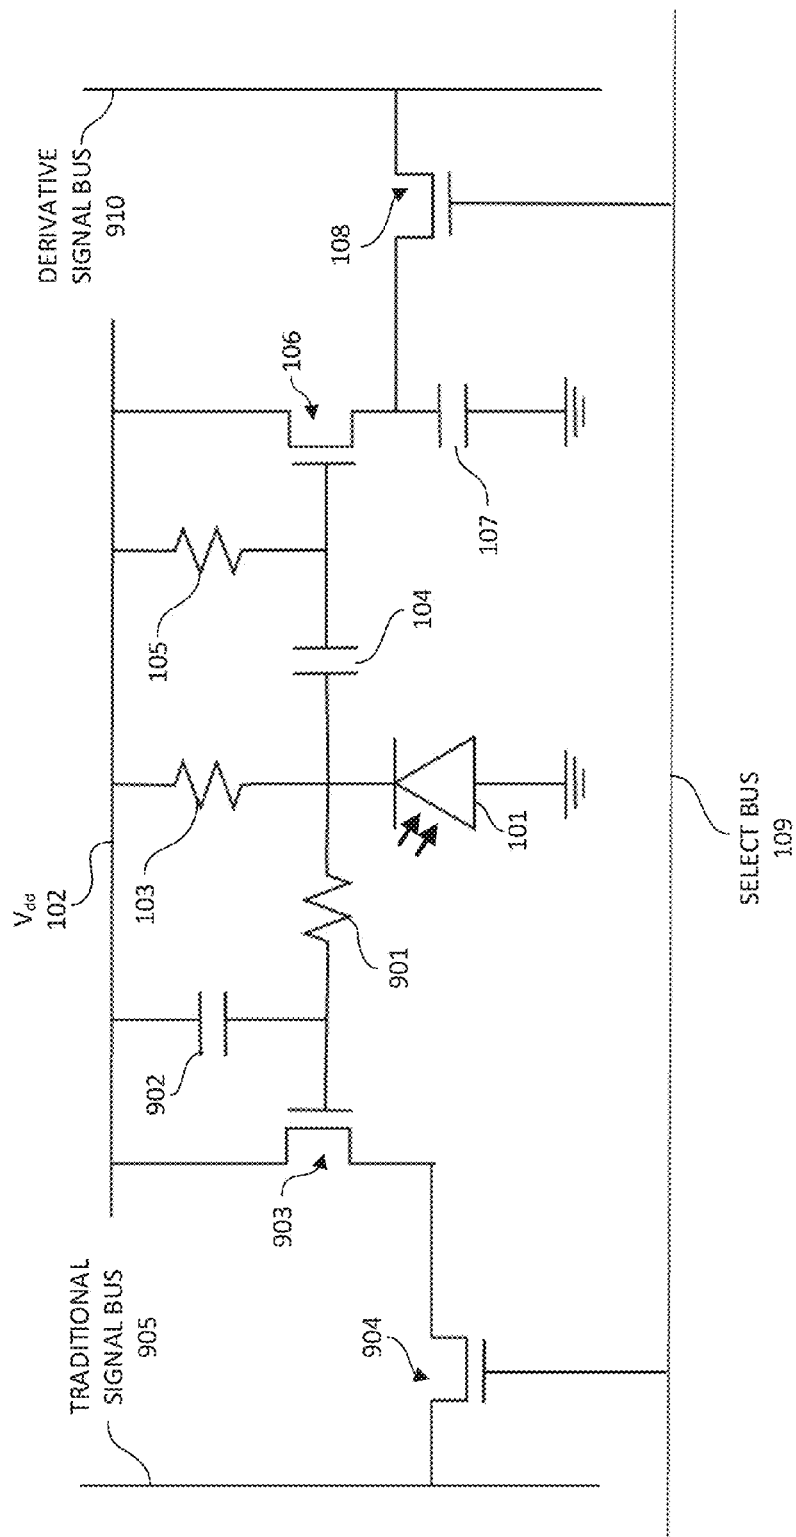 TRADITIONAL
SIGNAL BUS
905
V_dd
102
DERIVATIVE
SIGNAL BUS
910
902
103
105
903
901
104
106
108
904
101
107
SELECT BUS
109